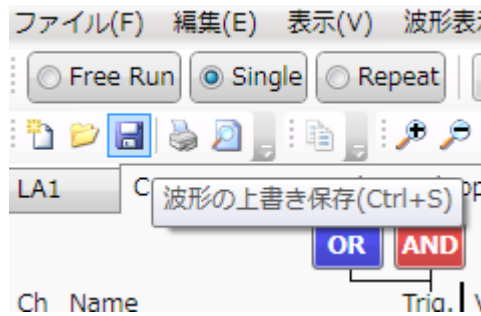 ファイル(F) 編集(E) 表示(V) 波形表
Free Run Single Repeat
LA1
波形の上書き保存(Ctrl+S)
OR AND
Ch Name Trig.